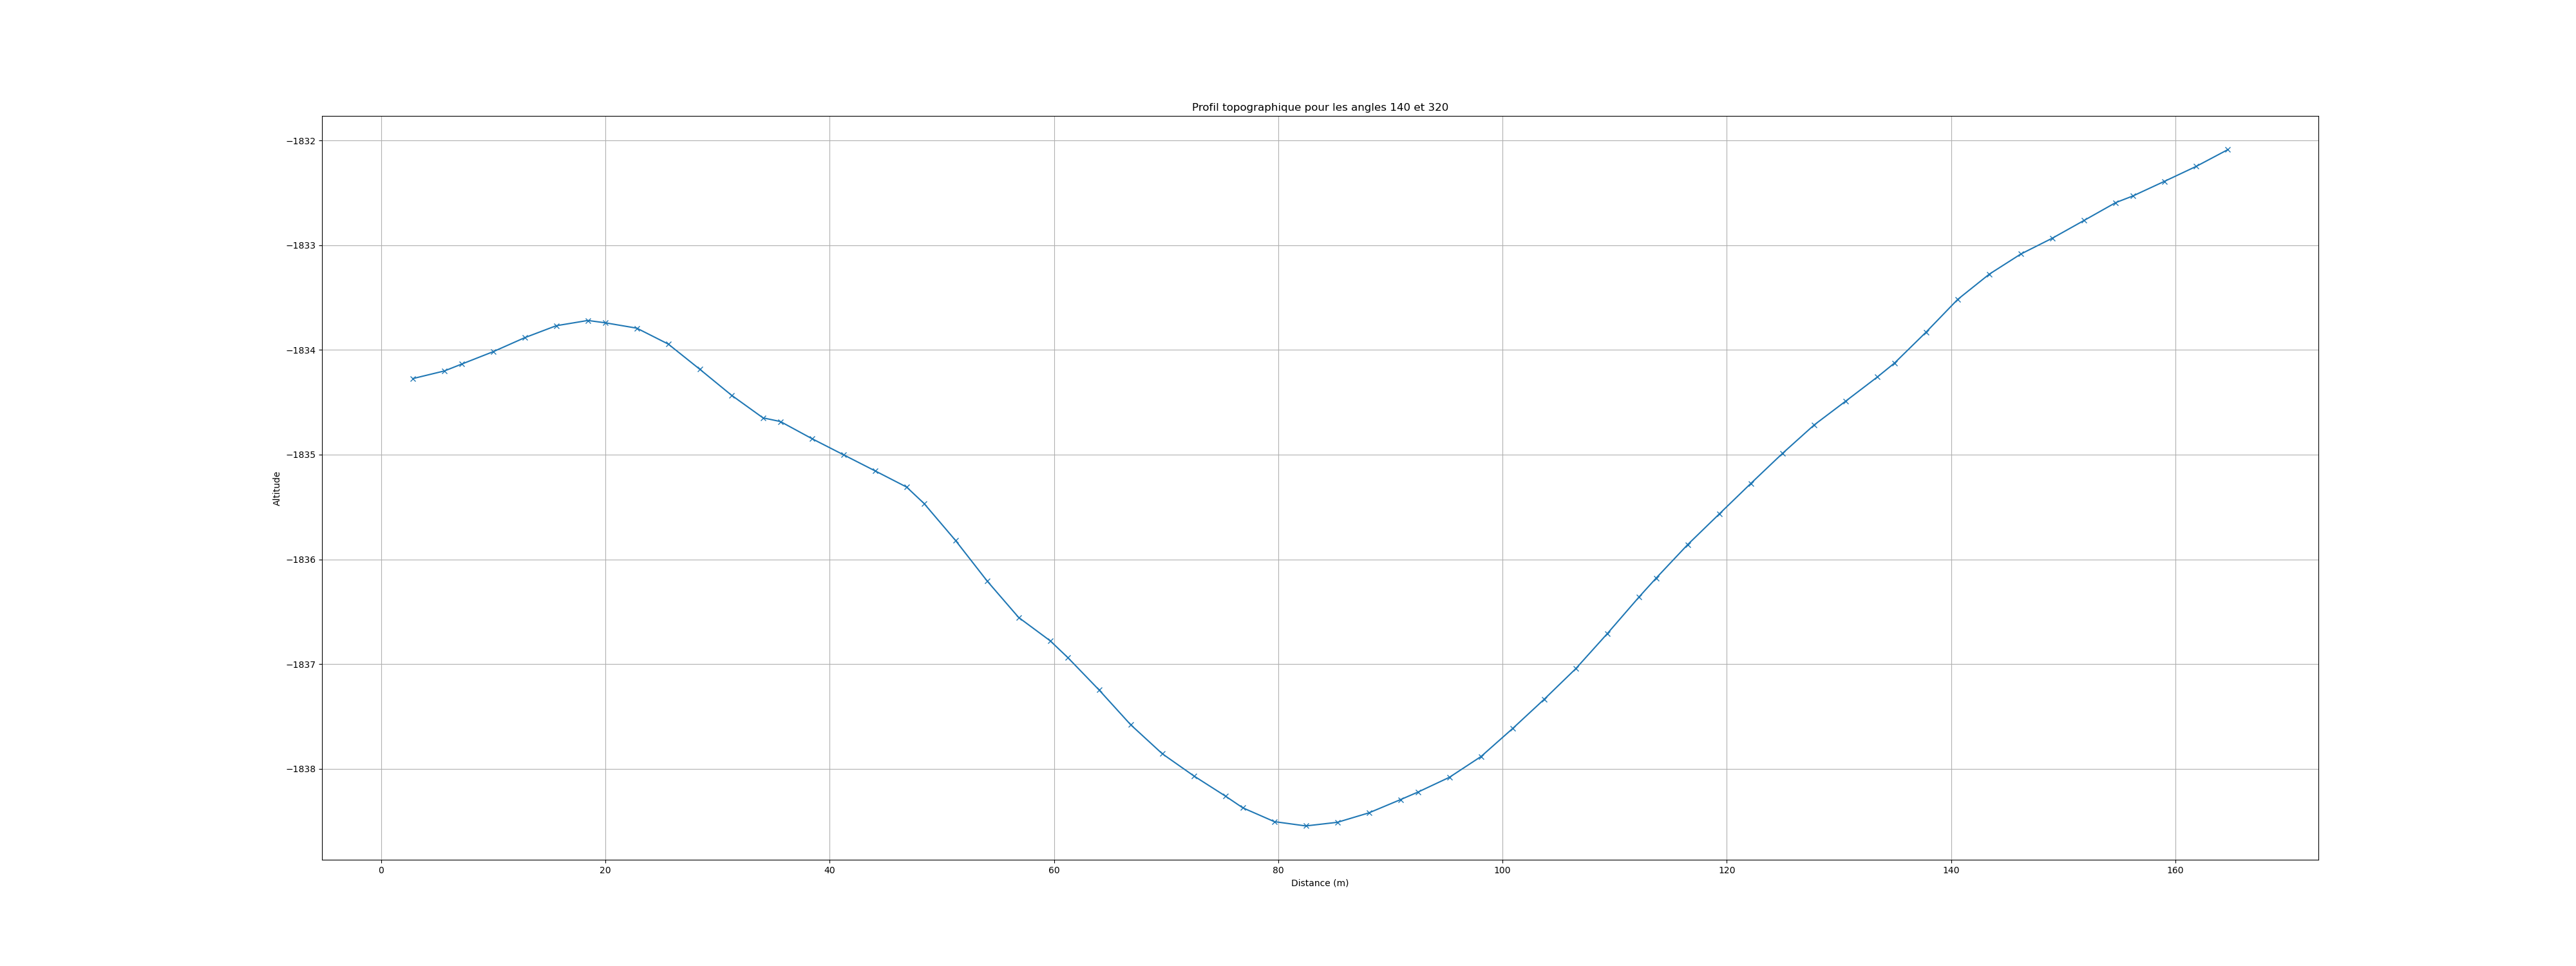 Profil topographique pour les angles 140 et 320
−1832
−1833
−1834
−1835
−1836
−1837
−1838
Altitude
0 20 40 60 80 100 120 140 160
Distance (m)